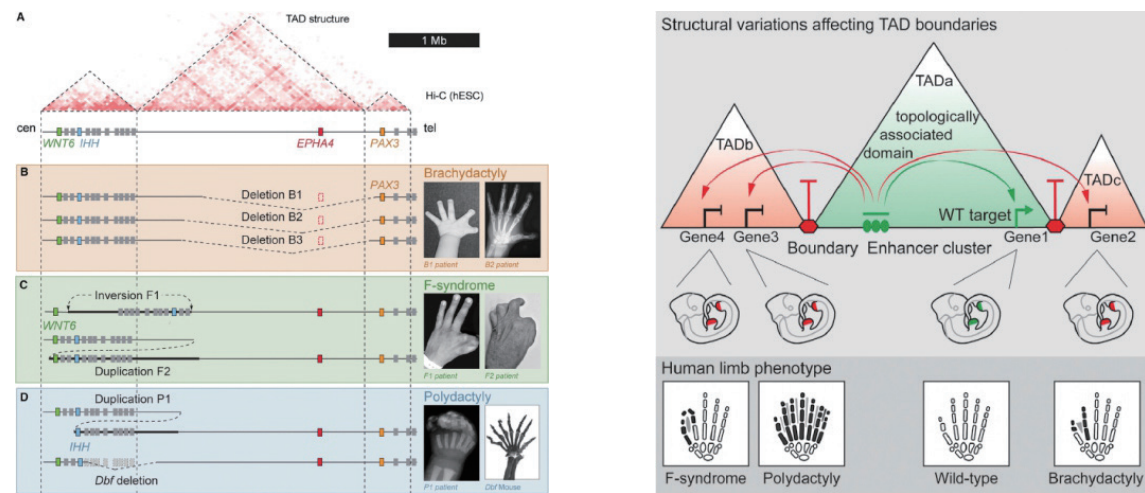 A
TAD structure
1 Mb
Hi-C (hESC)
cen
tel
WNT6 IHH
EPHA4
PAX3
B
Brachydactyly
PAX3
Deletion B1
Deletion B2
Deletion B3
B1 patient
B2 patient
C
F-syndrome
Inversion F1
WNT6
Duplication F2
F1 patient
F2 patient
D
Polydactyly
Duplication P1
IHH
Dbf deletion
P1 patient
Dbf Mouse
Structural variations affecting TAD boundaries
TADa
topologically
associated
domain
TADb
TADc
WT target
Gene4
Gene3
Boundary
Enhancer cluster
Gene1
Gene2
Human limb phenotype
F-syndrome
Polydactyly
Wild-type
Brachydactyly